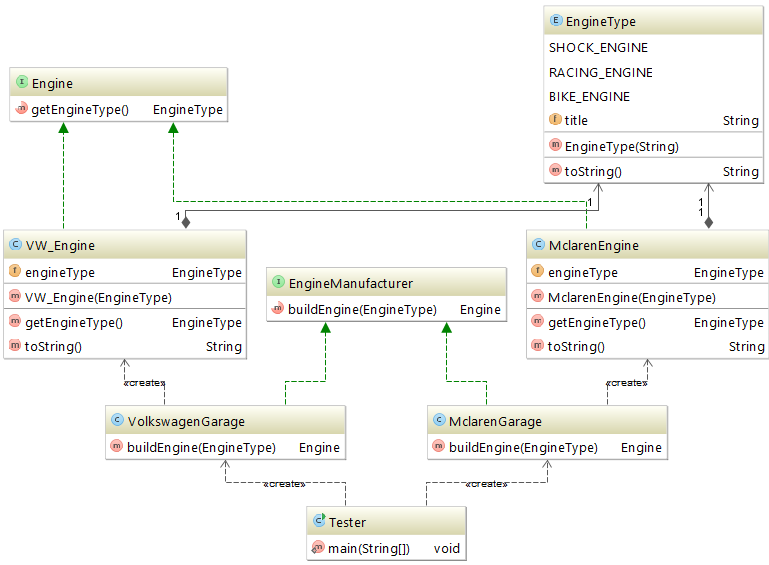 E EngineType
SHOCK_ENGINE
RACING_ENGINE
BIKE_ENGINE
f title String
m EngineType(String)
m toString() String
I Engine
m getEngineType() EngineType
1 1 1
1
C VW_Engine
f engineType EngineType
m VW_Engine(EngineType)
m getEngineType() EngineType
m toString() String
C MclarenEngine
f engineType EngineType
m MclarenEngine(EngineType)
m getEngineType() EngineType
m toString() String
I EngineManufacturer
m buildEngine(EngineType) Engine
«create» «create»
C VolkswagenGarage
m buildEngine(EngineType) Engine
C MclarenGarage
m buildEngine(EngineType) Engine
«create» «create»
C Tester
m main(String[]) void